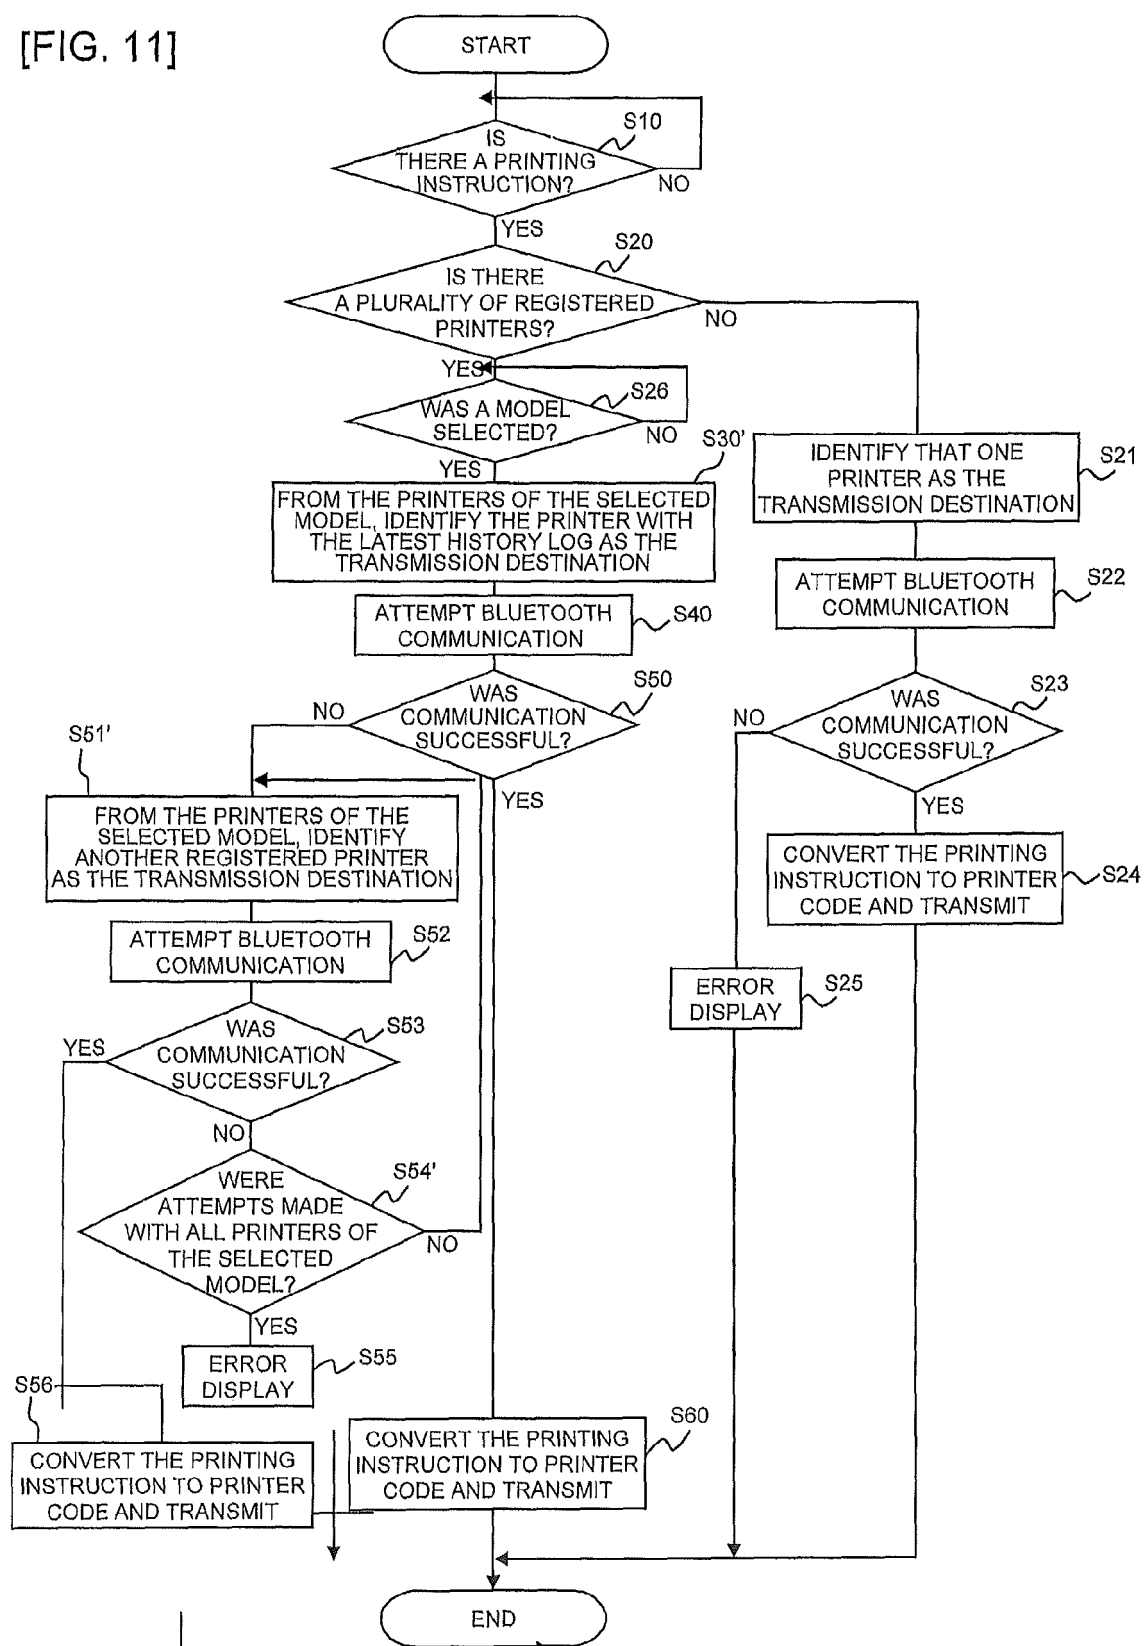 [FIG. 11]
START
S10
IS
THERE A PRINTING
INSTRUCTION?
NO
YES
S20
IS THERE
A PLURALITY OF REGISTERED
PRINTERS?
NO
YES
S26
WAS A MODEL
SELECTED?
NO
YES
S30'
FROM THE PRINTERS OF THE SELECTED
MODEL, IDENTIFY THE PRINTER WITH
THE LATEST HISTORY LOG AS THE
TRANSMISSION DESTINATION
S21
IDENTIFY THAT ONE
PRINTER AS THE
TRANSMISSION DESTINATION
ATTEMPT BLUETOOTH
COMMUNICATION
S40
ATTEMPT BLUETOOTH
COMMUNICATION
S22
S50
WAS
COMMUNICATION
SUCCESSFUL?
NO
YES
S23
WAS
COMMUNICATION
SUCCESSFUL?
NO
YES
S51'
FROM THE PRINTERS OF THE
SELECTED MODEL, IDENTIFY
ANOTHER REGISTERED PRINTER
AS THE TRANSMISSION DESTINATION
CONVERT THE PRINTING
INSTRUCTION TO PRINTER
CODE AND TRANSMIT
S24
ATTEMPT BLUETOOTH
COMMUNICATION
S52
ERROR
DISPLAY
S25
S53
WAS
COMMUNICATION
SUCCESSFUL?
YES
NO
S54'
WERE
ATTEMPTS MADE
WITH ALL PRINTERS OF
THE SELECTED
MODEL?
NO
YES
ERROR
DISPLAY
S55
S56
CONVERT THE PRINTING
INSTRUCTION TO PRINTER
CODE AND TRANSMIT
S60
CONVERT THE PRINTING
INSTRUCTION TO PRINTER
CODE AND TRANSMIT
END